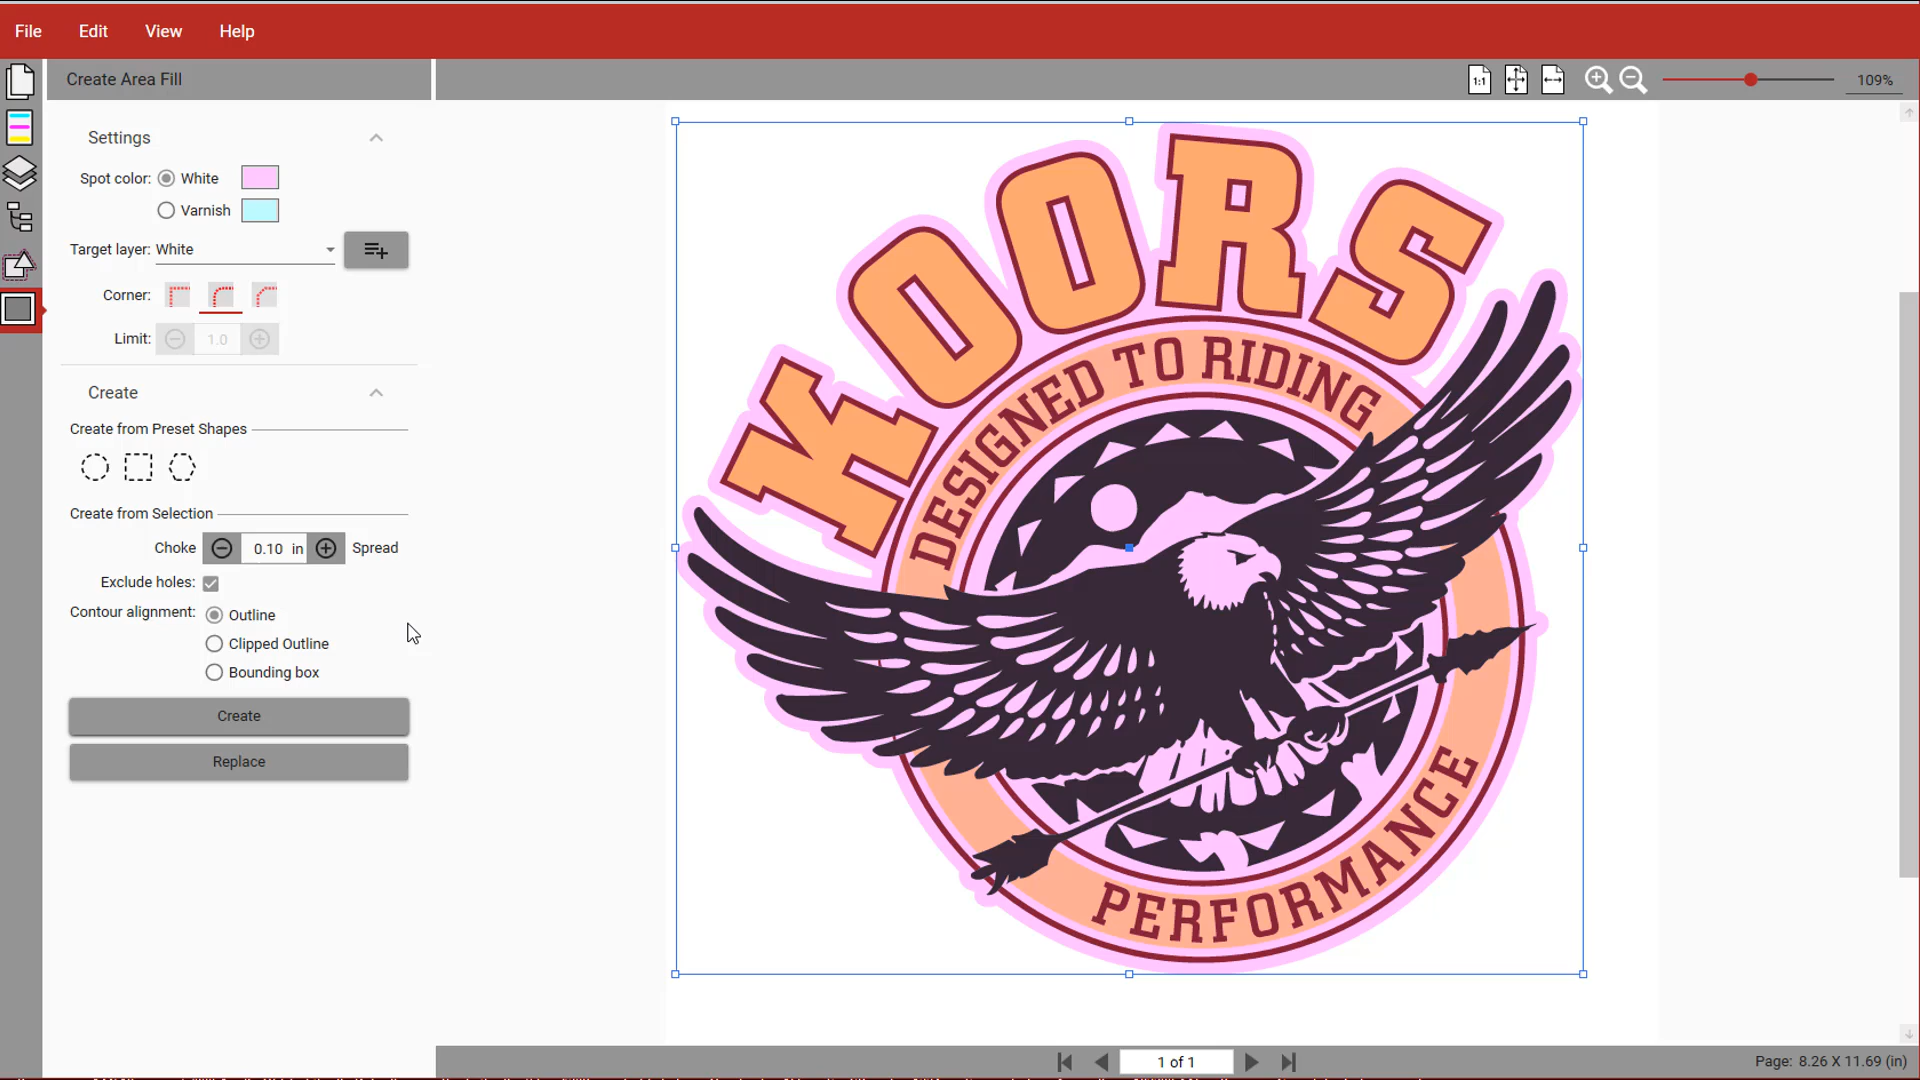 File Edit View Help
Create Area Fill
1:1
109%
Settings
Spot color: White
Varnish
Target layer: White
Corner:
Limit: 1.0
Create
Create from Preset Shapes
Create from Selection
Choke 0.10 in Spread
Exclude holes:
Contour alignment: Outline
Clipped Outline
Bounding box
Create
Replace
KOORS
DESIGNED TO RIDING
PERFORMANCE
1 of 1
Page: 8.26 X 11.69 (in)